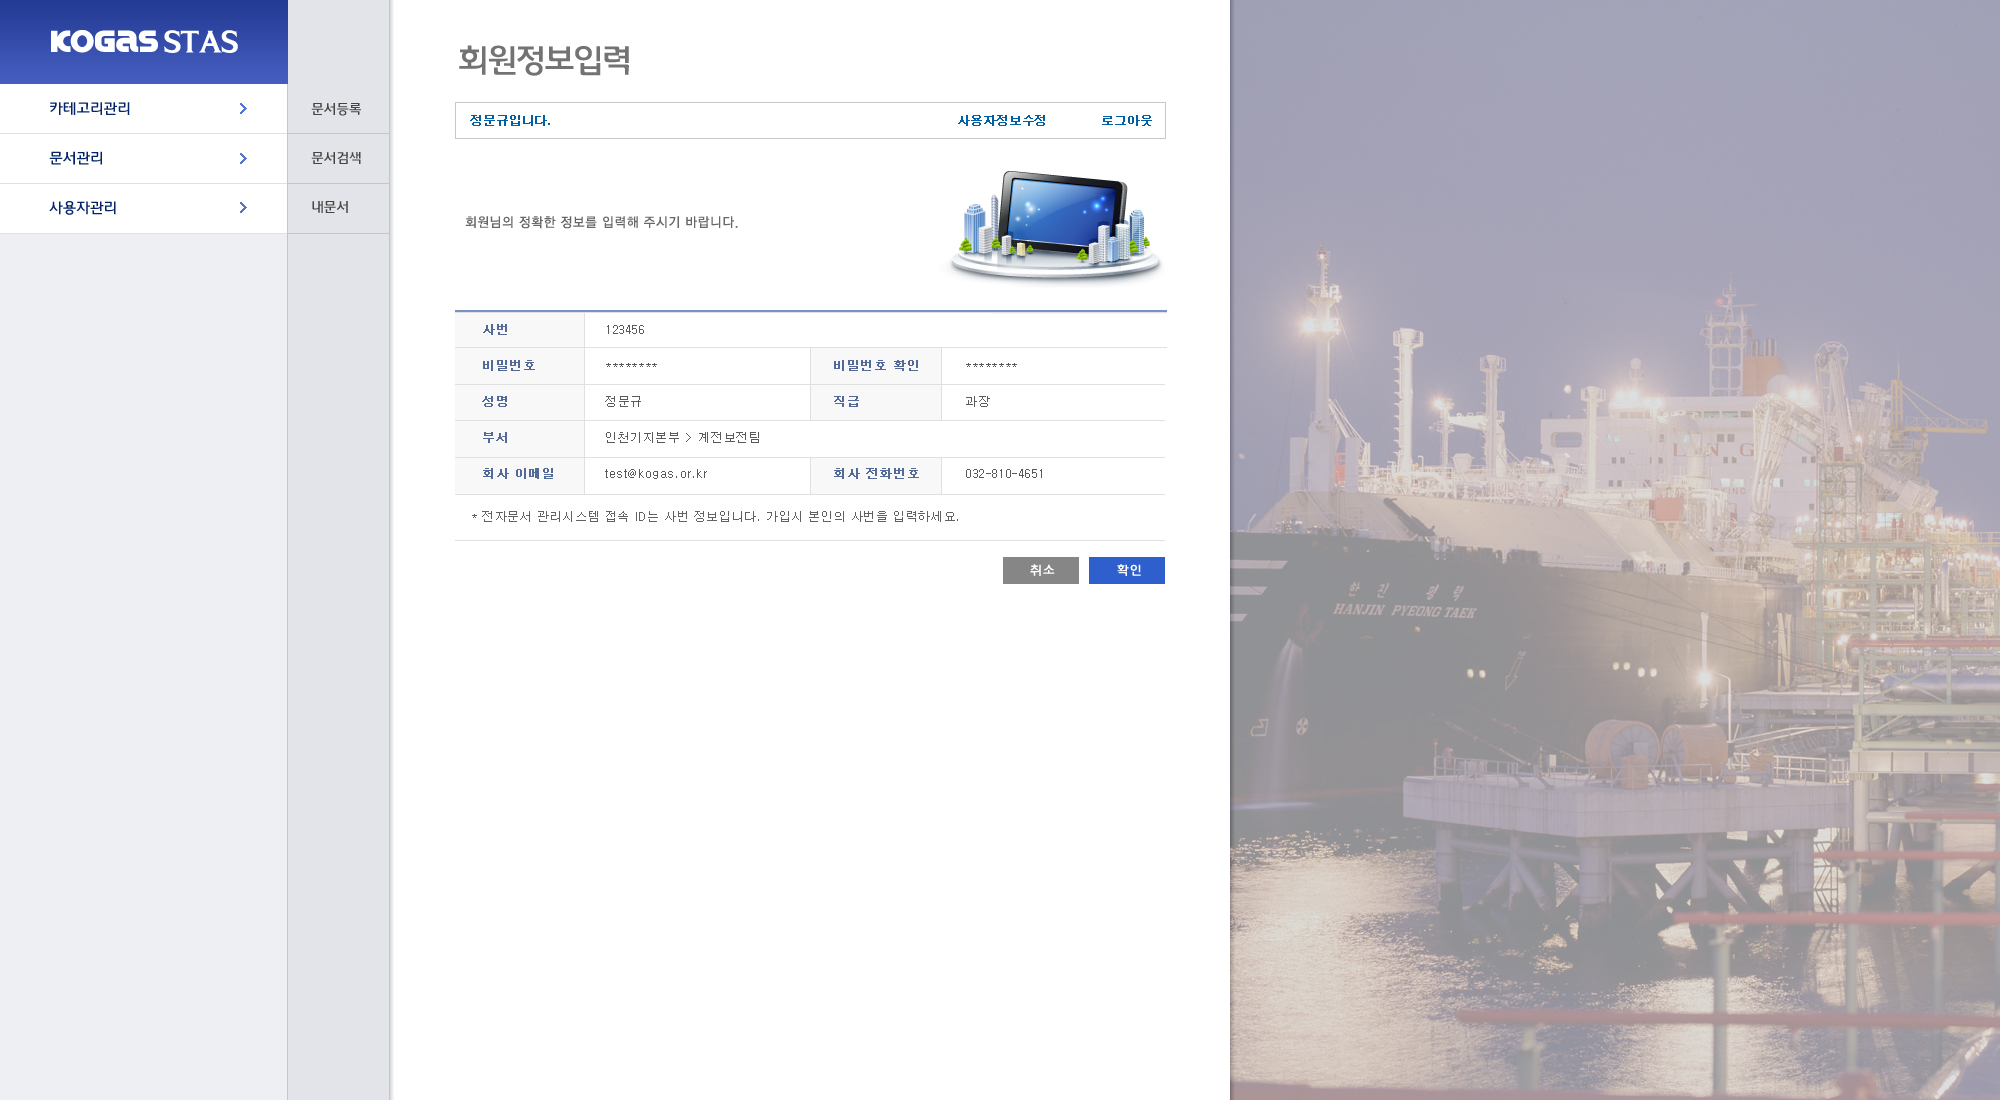 KOGAS STAS
카테고리관리
문서관리
사용자관리
문서등록
문서검색
내문서
회원정보입력
정문규입니다. 사용자정보수정 로그아웃
회원님의 정확한 정보를 입력해 주시기 바랍니다.
사번 123456
비밀번호 ******** 비밀번호 확인 ********
성명 정문규 직급 과장
부서 인천기지본부 > 계전보전팀
회사 이메일 test@kogas.or.kr 회사 전화번호 032-810-4651
* 전자문서 관리시스템 접속 ID는 사번 정보입니다. 가입시 본인의 사번을 입력하세요.
취소 확인
LNG
한진 평택
HANJIN PYEONG TAEK